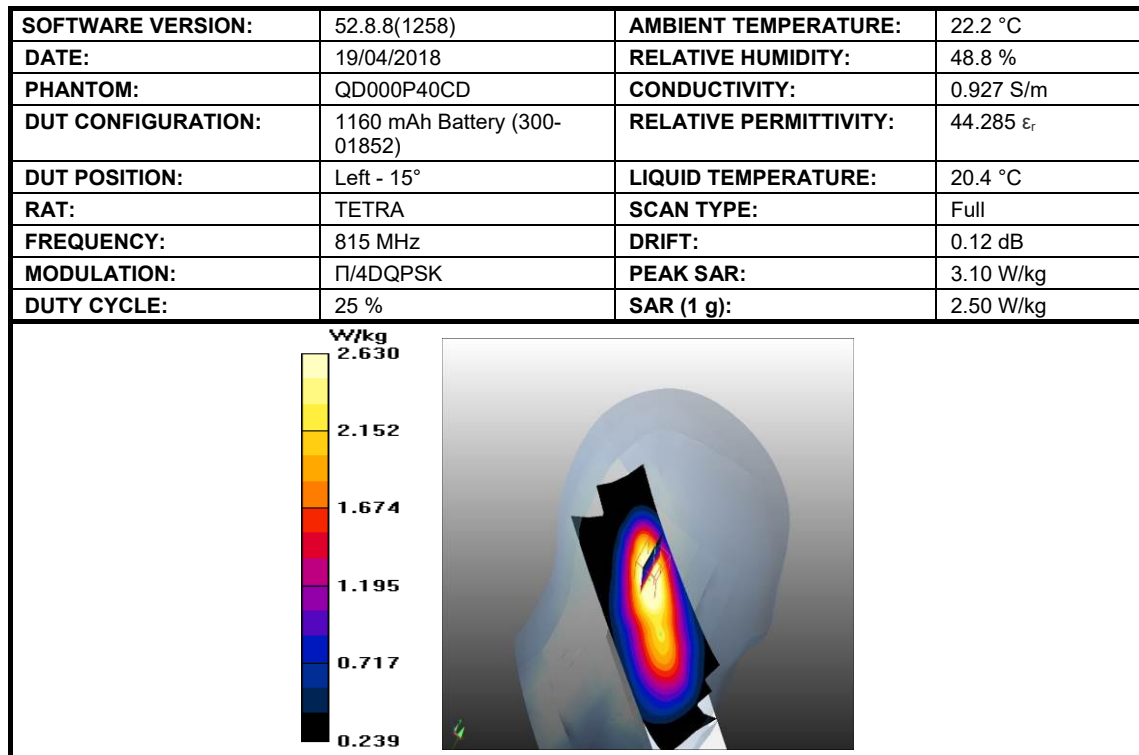 SOFTWARE VERSION: 52.8.8(1258) AMBIENT TEMPERATURE: 22.2 °C
DATE: 19/04/2018 RELATIVE HUMIDITY: 48.8 %
PHANTOM: QD000P40CD CONDUCTIVITY: 0.927 S/m
DUT CONFIGURATION: 1160 mAh Battery (300-
01852) RELATIVE PERMITTIVITY: 44.285 εr
DUT POSITION: Left - 15° LIQUID TEMPERATURE: 20.4 °C
RAT: TETRA SCAN TYPE: Full
FREQUENCY: 815 MHz DRIFT: 0.12 dB
MODULATION: Π/4DQPSK PEAK SAR: 3.10 W/kg
DUTY CYCLE: 25 % SAR (1 g): 2.50 W/kg
W/kg
2.630
2.152
1.674
1.195
0.717
0.239